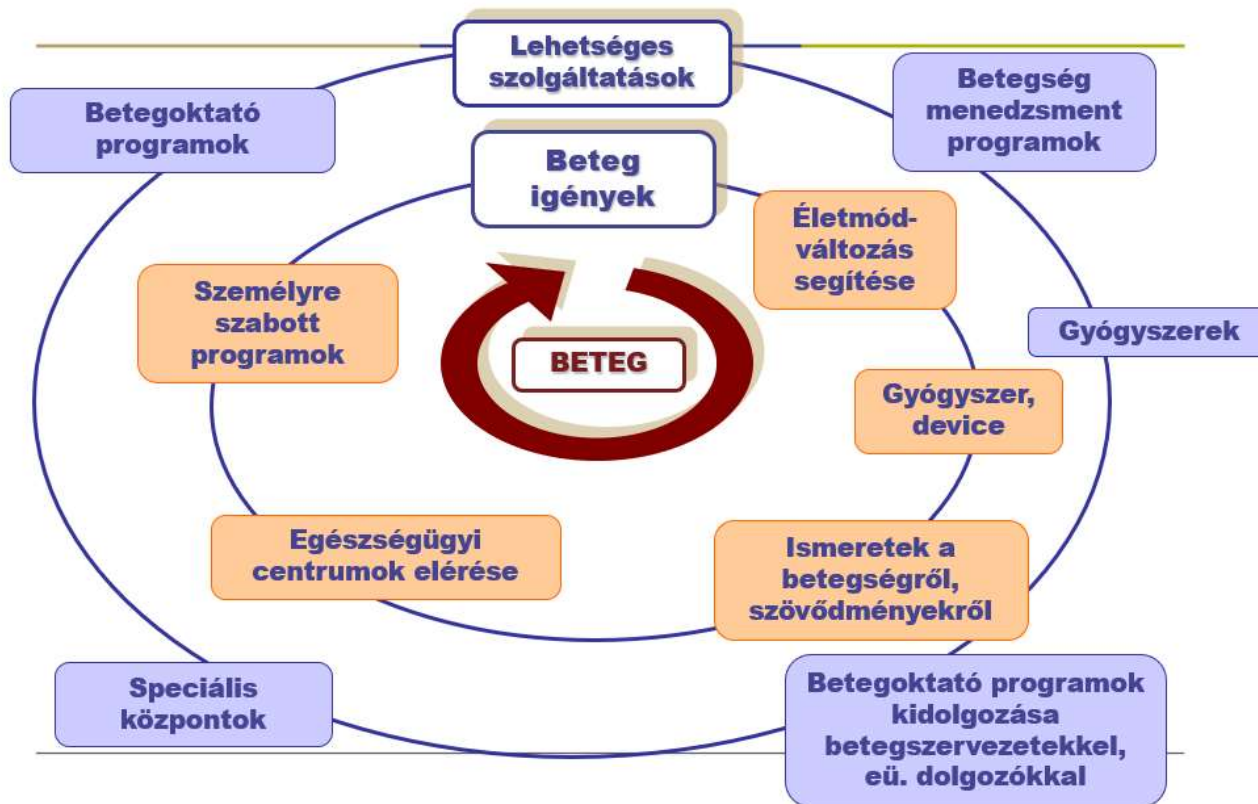 Lehetséges
szolgáltatások
Betegoktató
programok
Betegség
menedzsment
programok
Beteg
igények
Életmód-
változás
segítése
Személyre
szabott
programok
Gyógyszerek
BETEG
Gyógyszer,
device
Egészségügyi
centrumok elérése
Ismeretek a
betegségről,
szövődményekről
Speciális
központok
Betegoktató programok
kidolgozása
betegszervezetekkel,
eü. dolgozókkal